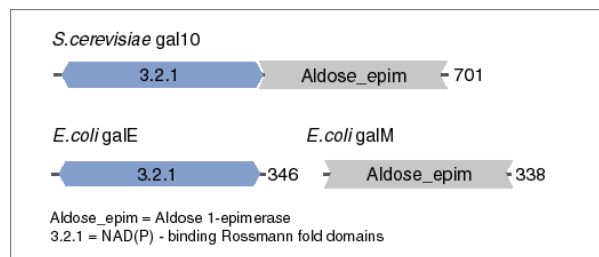 S.cerevisiae gal10
3.2.1 Aldose_epim 701
E.coli galE E.coli galM
3.2.1 346 Aldose_epim 338
Aldose_epim = Aldose 1-epimerase
3.2.1 = NAD(P) - binding Rossmann fold domains